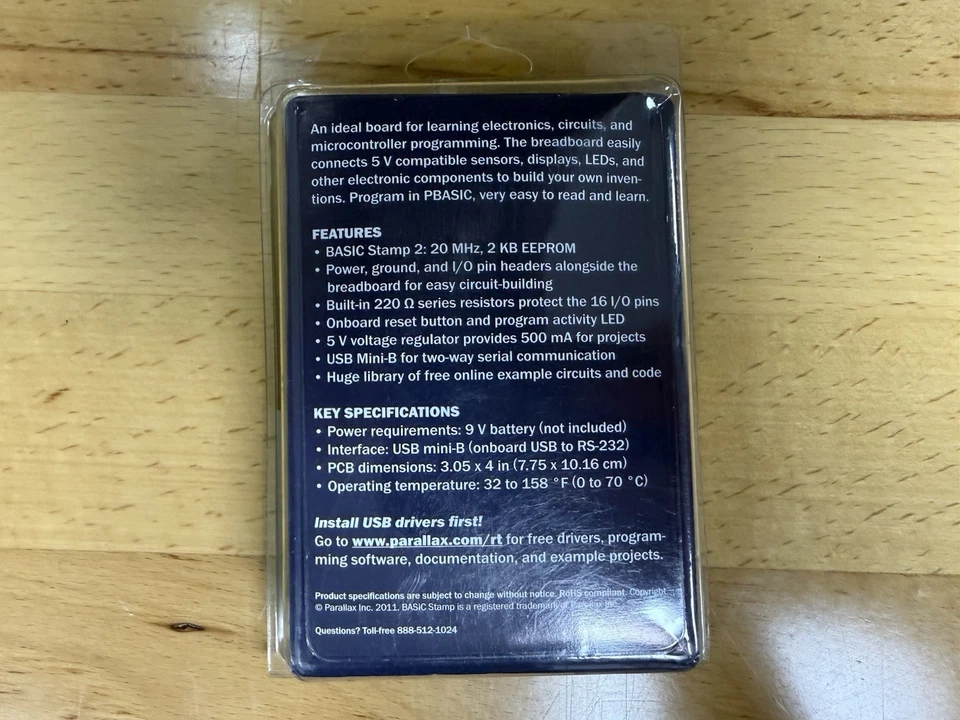 An ideal board for learning electronics, circuits, and
microcontroller programming. The breadboard easily
connects 5 V compatible sensors, displays, LEDs, and
other electronic components to build your own inven-
tions. Program in PBASIC, very easy to read and learn.
FEATURES
• BASIC Stamp 2: 20 MHz, 2 KB EEPROM
• Power, ground, and I/O pin headers alongside the
breadboard for easy circuit-building
• Built-in 220 Ω series resistors protect the 16 I/O pins
• Onboard reset button and program activity LED
• 5 V voltage regulator provides 500 mA for projects
• USB Mini-B for two-way serial communication
• Huge library of free online example circuits and code
KEY SPECIFICATIONS
• Power requirements: 9 V battery (not included)
• Interface: USB mini-B (onboard USB to RS-232)
• PCB dimensions: 3.05 x 4 in (7.75 x 10.16 cm)
• Operating temperature: 32 to 158 °F (0 to 70 °C)
Install USB drivers first!
Go to www.parallax.com/rt for free drivers, program-
ming software, documentation, and example projects.
Product specifications are subject to change without notice. RoHS compliant. Copyright
© Parallax Inc. 2011. BASIC Stamp is a registered trademark of Parallax Inc.
Questions? Toll-free 888-512-1024